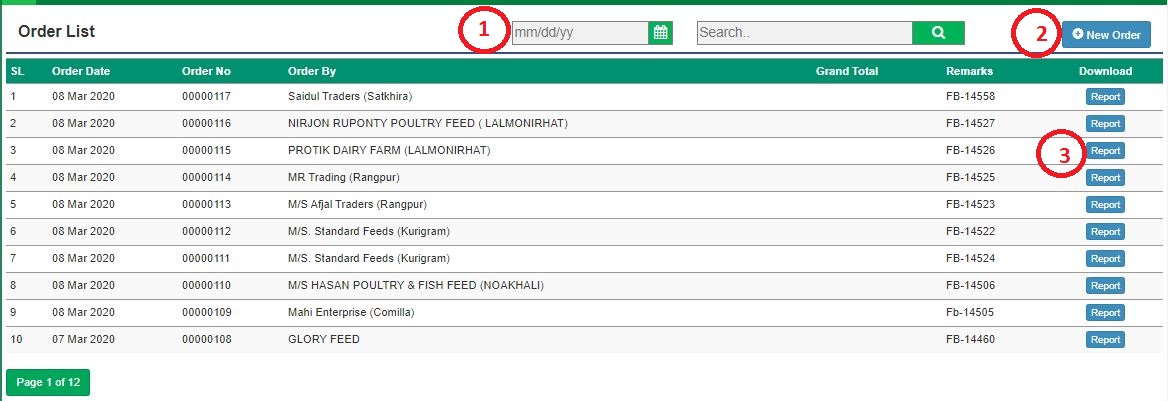 Order List 1 mm/dd/yy Search.. 2 New Order
SL Order Date Order No Order By Grand Total Remarks Download
1 08 Mar 2020 00000117 Saidul Traders (Satkhira) FB-14558 Report
2 08 Mar 2020 00000116 NIRJON RUPONTY POULTRY FEED ( LALMONIRHAT) FB-14527 Report
3 08 Mar 2020 00000115 PROTIK DAIRY FARM (LALMONIRHAT) FB-14526 3 Report
4 08 Mar 2020 00000114 MR Trading (Rangpur) FB-14525 Report
5 08 Mar 2020 00000113 M/S Afjal Traders (Rangpur) FB-14523 Report
6 08 Mar 2020 00000112 M/S. Standard Feeds (Kurigram) FB-14522 Report
7 08 Mar 2020 00000111 M/S. Standard Feeds (Kurigram) FB-14524 Report
8 08 Mar 2020 00000110 M/S HASAN POULTRY & FISH FEED (NOAKHALI) FB-14506 Report
9 08 Mar 2020 00000109 Mahi Enterprise (Comilla) Fb-14505 Report
10 07 Mar 2020 00000108 GLORY FEED FB-14460 Report
Page 1 of 12